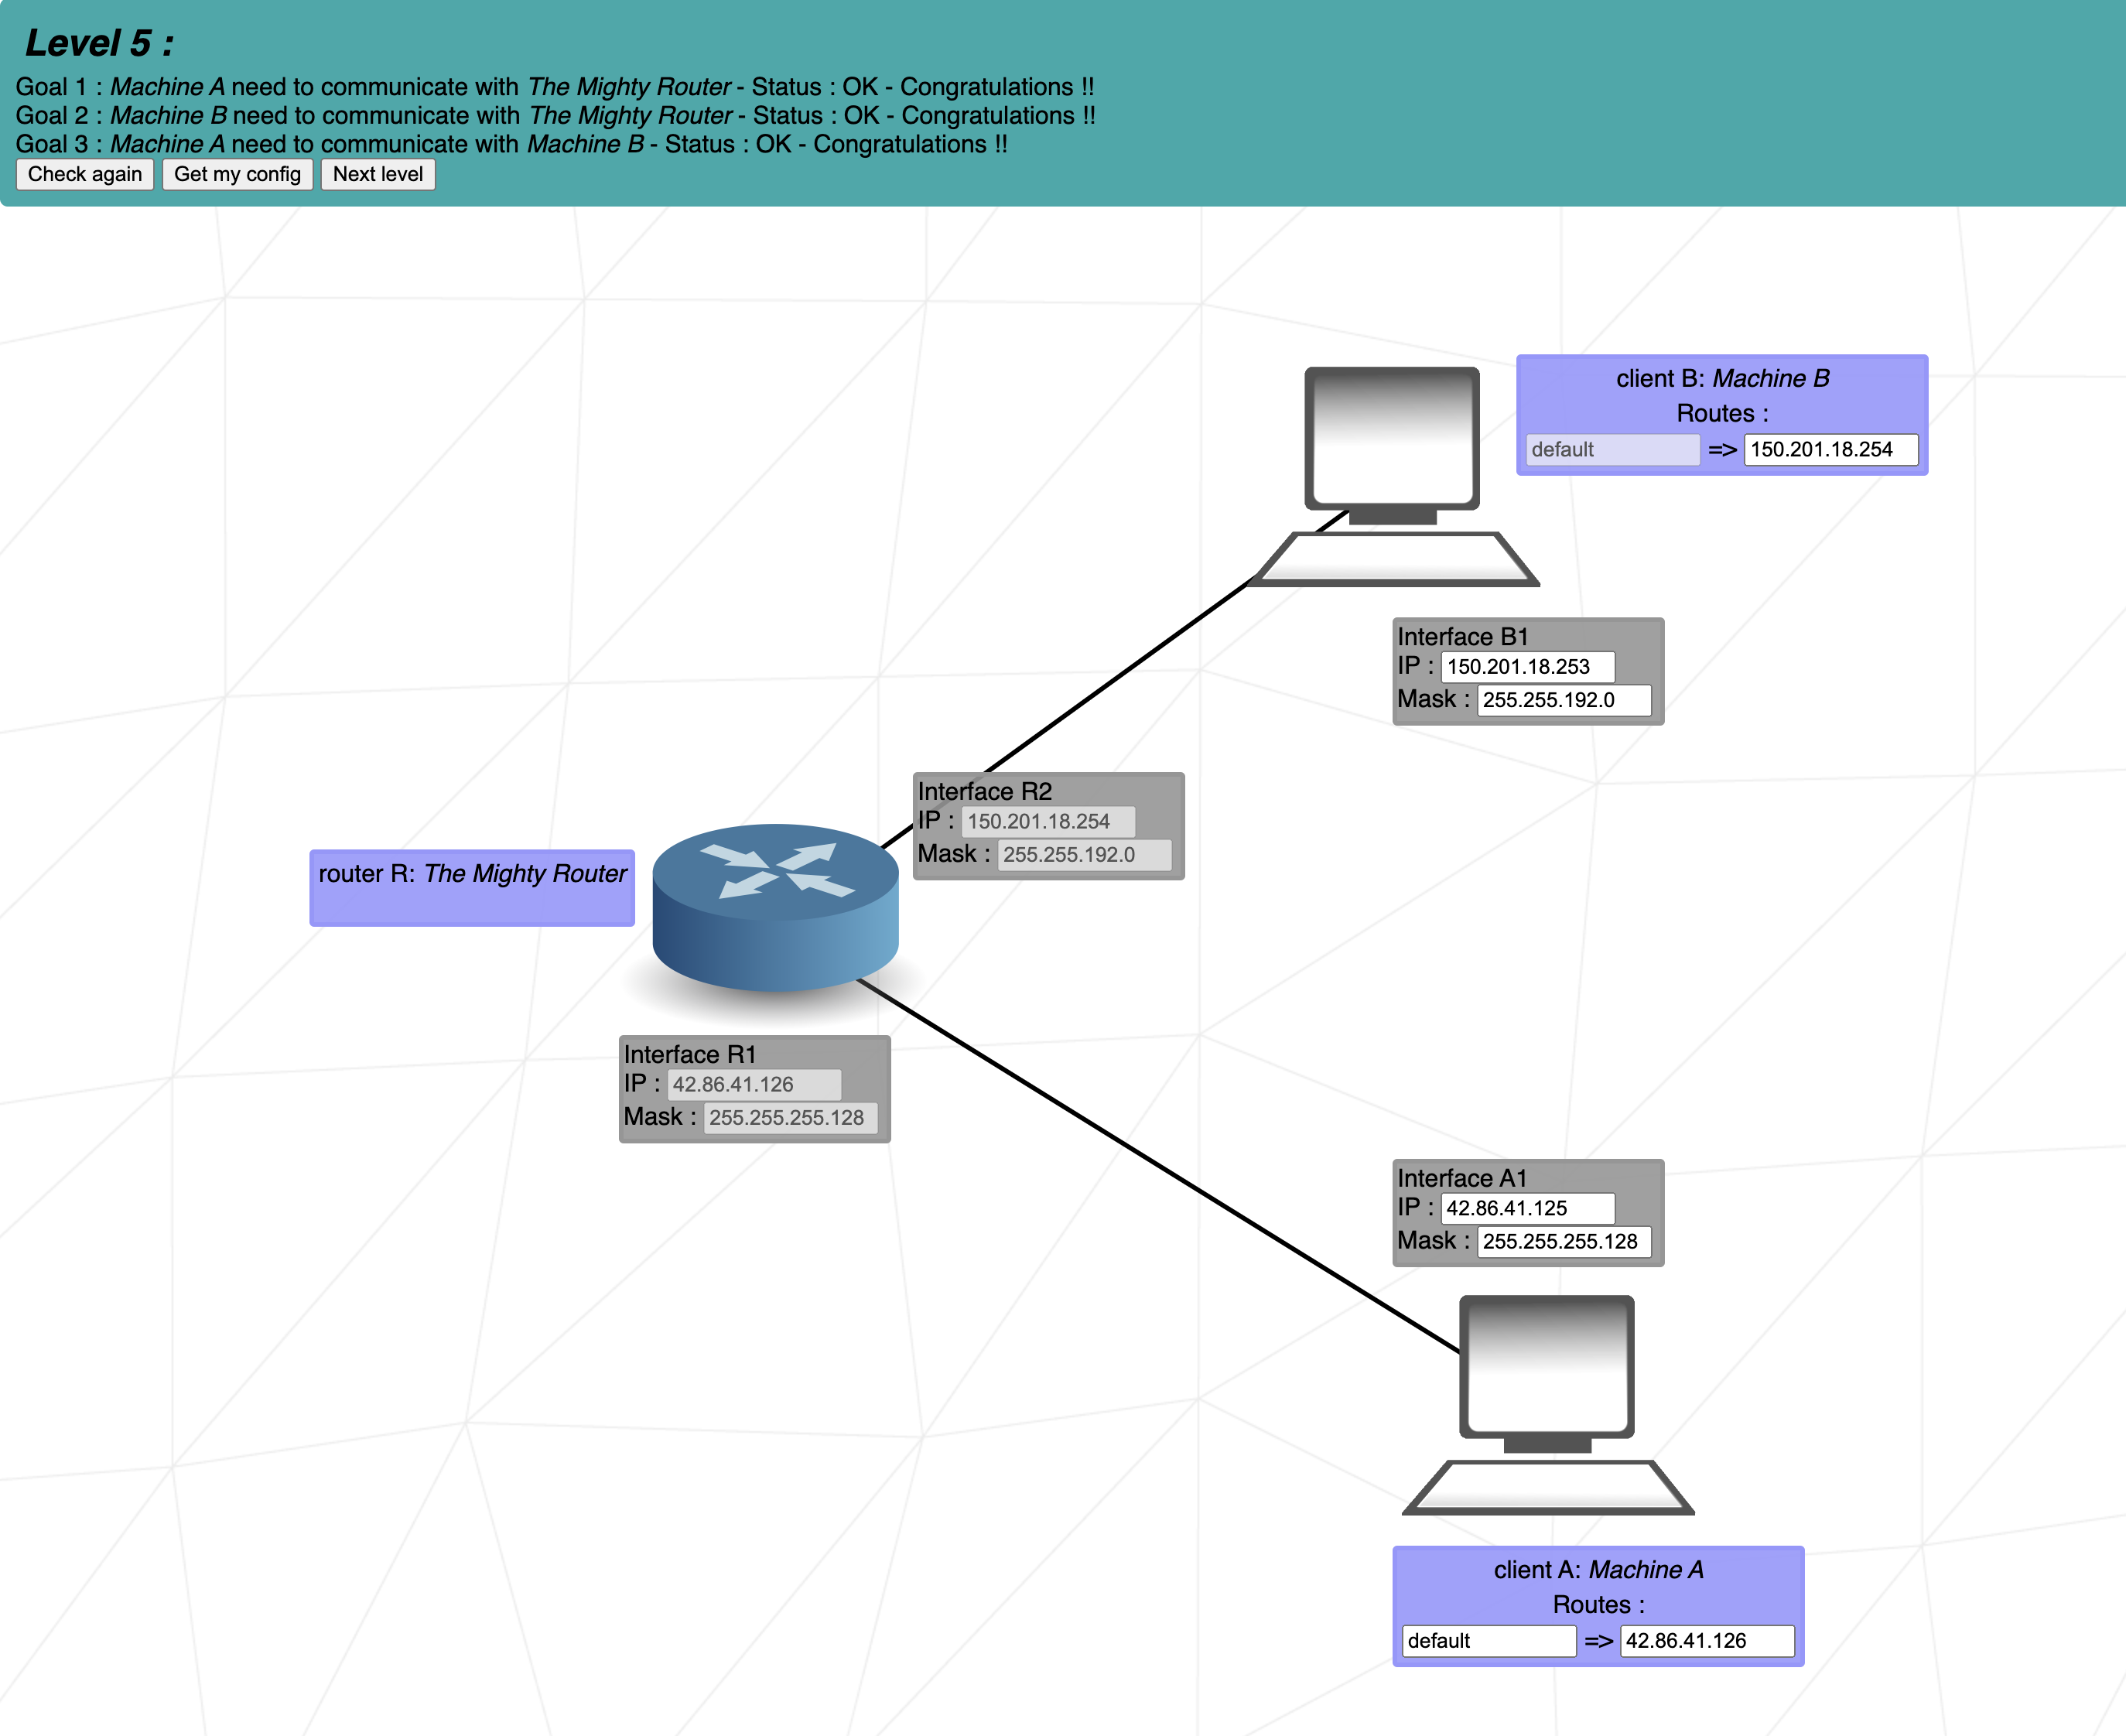 Level 5 :
Goal 1 : Machine A need to communicate with The Mighty Router - Status : OK - Congratulations !!
Goal 2 : Machine B need to communicate with The Mighty Router - Status : OK - Congratulations !!
Goal 3 : Machine A need to communicate with Machine B - Status : OK - Congratulations !!
Check again Get my config Next level
client B: Machine B
Routes :
default => 150.201.18.254
Interface B1
IP : 150.201.18.253
Mask : 255.255.192.0
Interface R2
IP : 150.201.18.254
Mask : 255.255.192.0
router R: The Mighty Router
Interface R1
IP : 42.86.41.126
Mask : 255.255.255.128
Interface A1
IP : 42.86.41.125
Mask : 255.255.255.128
client A: Machine A
Routes :
default => 42.86.41.126